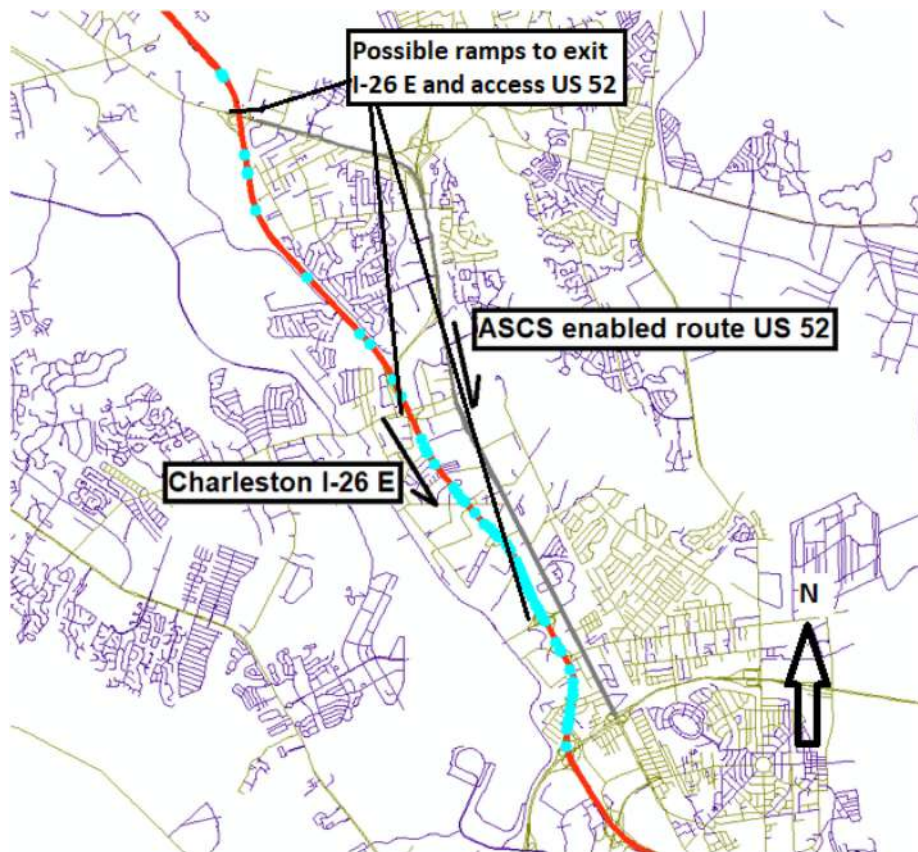 Possible ramps to exit
I-26 E and access US 52
ASCS enabled route US 52
Charleston I-26 E
N